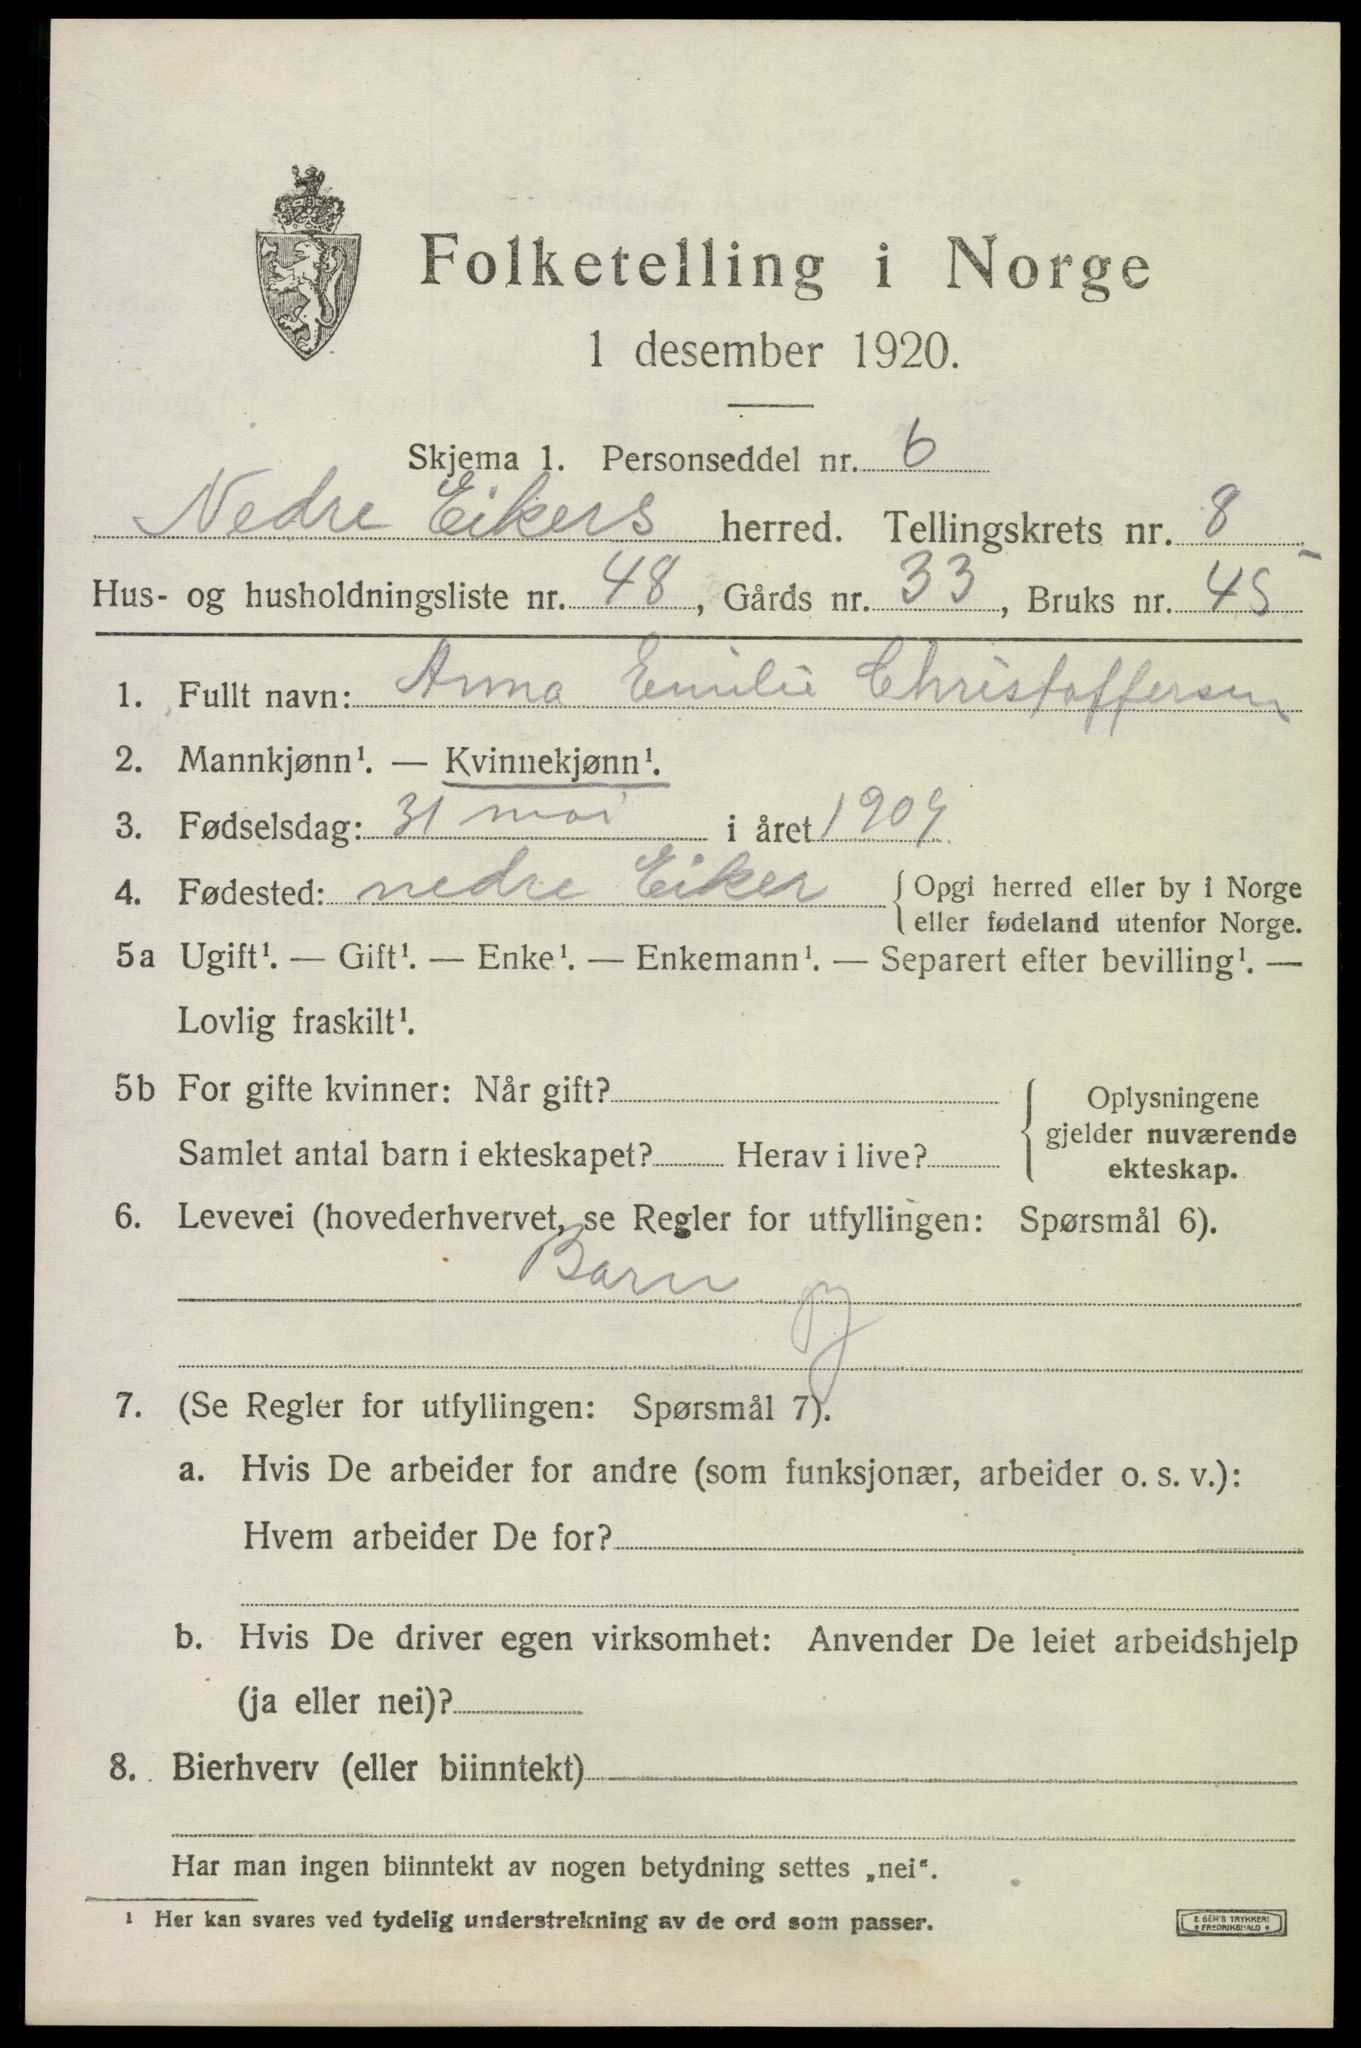 Folketelling i Norge
1 desember 1920.
Skjema 1. Personseddel nr. 6
Nedre Eikers herred. Tellingskrets nr. 8
Hus- og husholdningsliste nr. 48, Gårds nr. 33, Bruks nr. 45
1. Fullt navn: Anna Emilie Christoffersen
2. Mannkjønn¹. — Kvinnekjønn¹.
3. Fødselsdag: 31 mai i året 1909
4. Fødested: nedre Eiker { Opgi herred eller by i Norge
eller fødeland utenfor Norge.
5a Ugift¹. — Gift¹. — Enke¹. — Enkemann¹. — Separert efter bevilling¹. —
Lovlig fraskilt¹.
5b For gifte kvinner: Når gift? { Oplysningene
gjelder nuværende
Samlet antal barn i ekteskapet? Herav i live?
ekteskap.
6. Levevei (hovederhvervet, se Regler for utfyllingen: Spørsmål 6).
Barn
7. (Se Regler for utfyllingen: Spørsmål 7).
a. Hvis De arbeider for andre (som funksjonær, arbeider o. s. v.):
Hvem arbeider De for?
b. Hvis De driver egen virksomhet: Anvender De leiet arbeidshjelp
(ja eller nei)?
8. Bierhverv (eller biinntekt)
Har man ingen biinntekt av nogen betydning settes „nei".
¹ Her kan svares ved tydelig understrekning av de ord som passer.
E. SEM'S TRYKKERI
• FREDRIKSHALD •